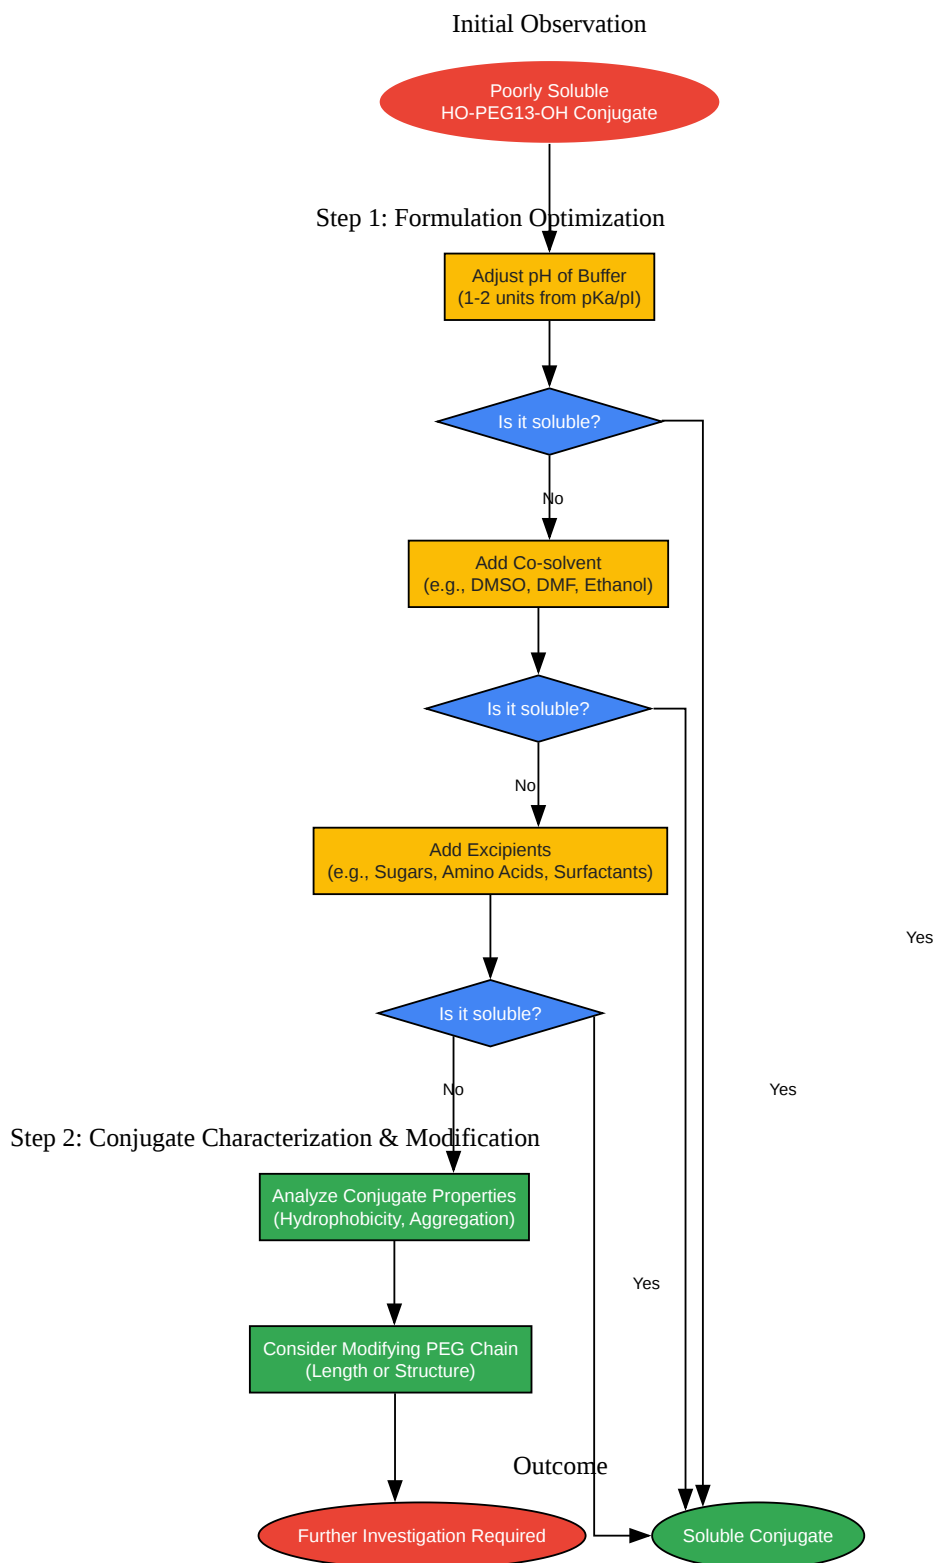 Initial Observation
Poorly Soluble
HO-PEG13-OH Conjugate
Step 1: Formulation Optimization
Adjust pH of Buffer
(1-2 units from pKa/pI)
Is it soluble?
No
Add Co-solvent
(e.g., DMSO, DMF, Ethanol)
Is it soluble?
No
Add Excipients
(e.g., Sugars, Amino Acids, Surfactants)
Yes
Is it soluble?
No
Yes
Step 2: Conjugate Characterization & Modification
Analyze Conjugate Properties
(Hydrophobicity, Aggregation)
Yes
Consider Modifying PEG Chain
(Length or Structure)
Outcome
Further Investigation Required
Soluble Conjugate